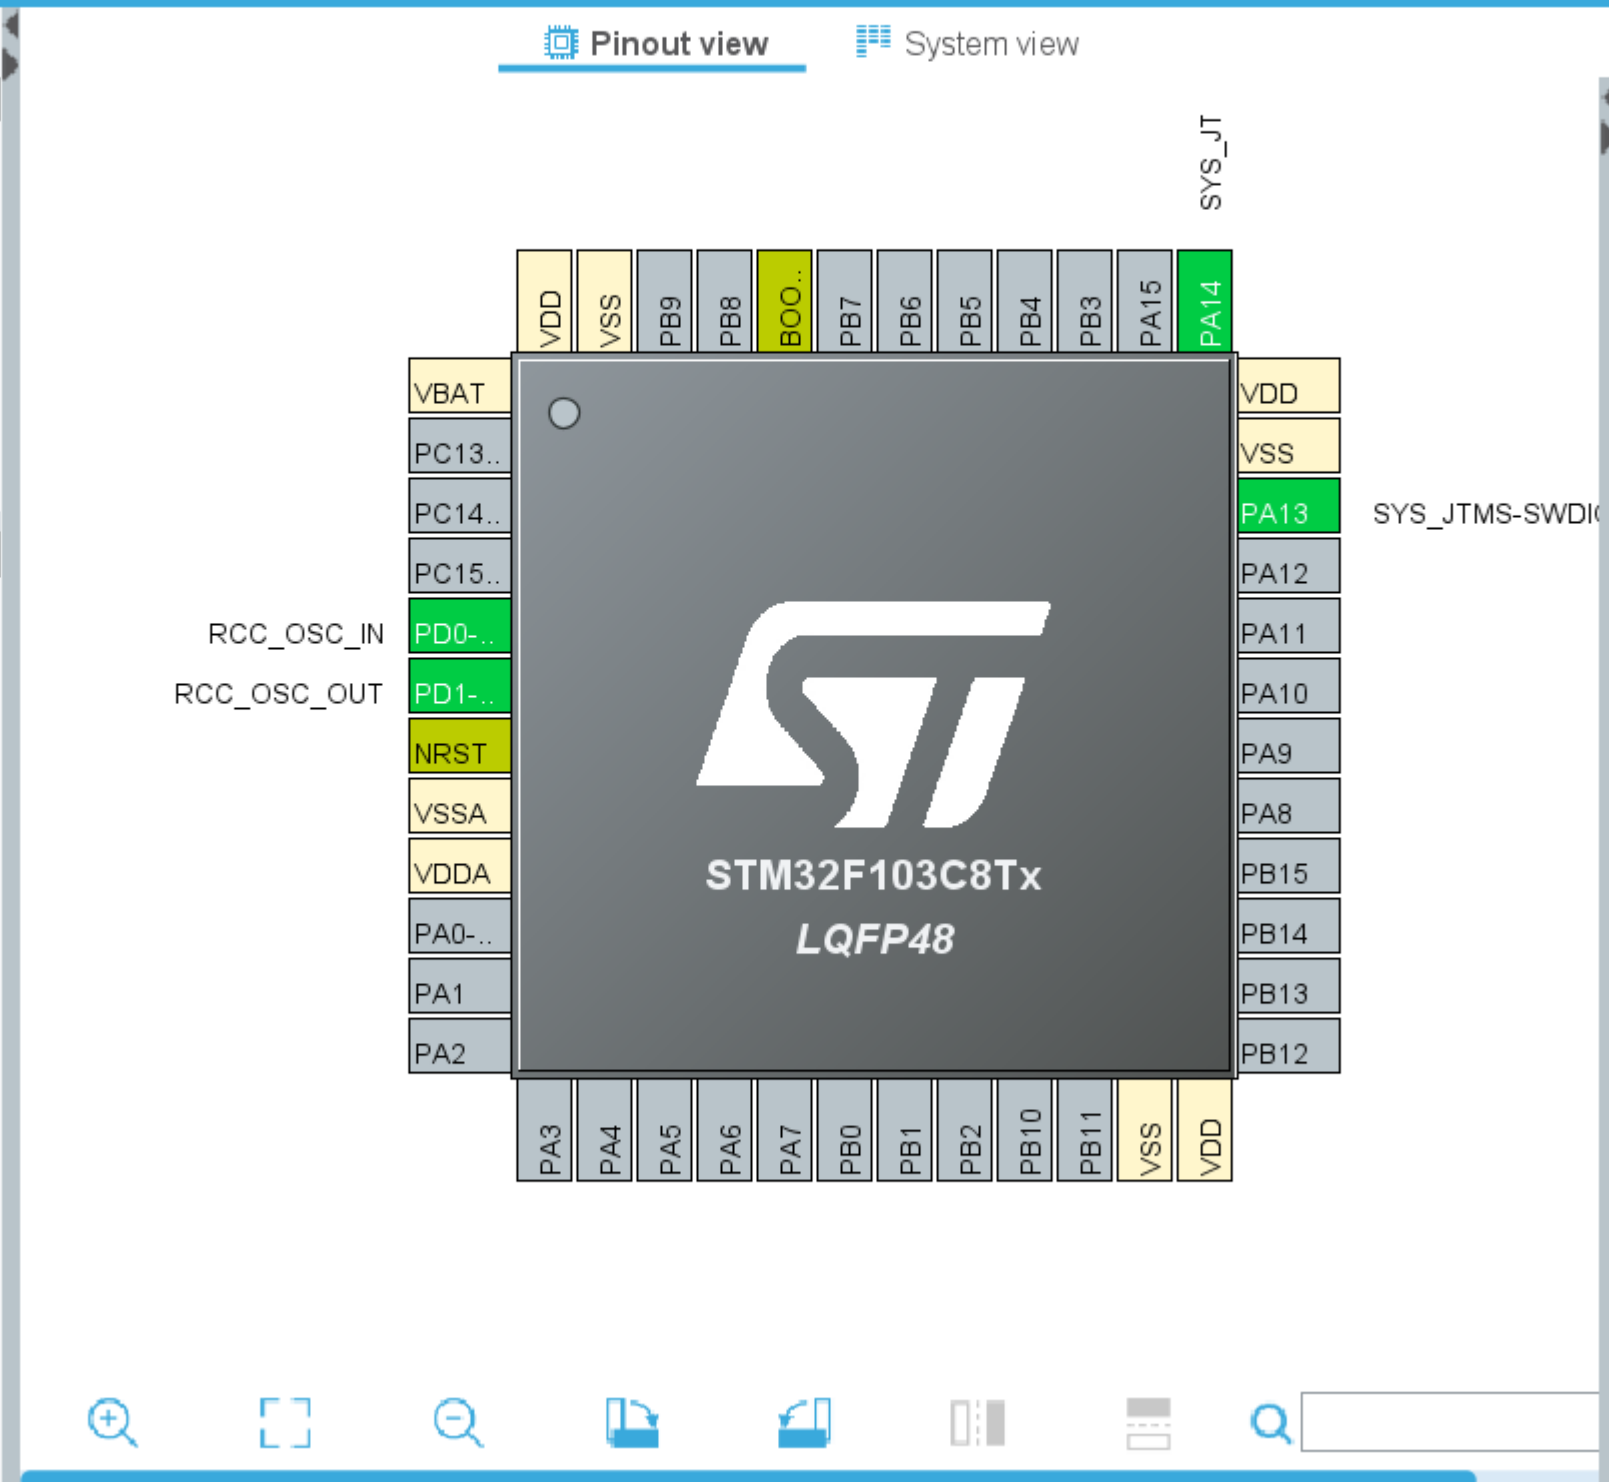 Pinout view
System view
SYS_JT
VDD
VSS
PB9
PB8
BOO..
PB7
PB6
PB5
PB4
PB3
PA15
PA14
VBAT
PC13..
PC14..
PC15..
RCC_OSC_IN
PD0-..
RCC_OSC_OUT
PD1-..
NRST
VSSA
VDDA
PA0-..
PA1
PA2
VDD
VSS
PA13
SYS_JTMS-SWDI
PA12
PA11
PA10
PA9
PA8
PB15
PB14
PB13
PB12
STM32F103C8Tx
LQFP48
PA3
PA4
PA5
PA6
PA7
PB0
PB1
PB2
PB10
PB11
VSS
VDD